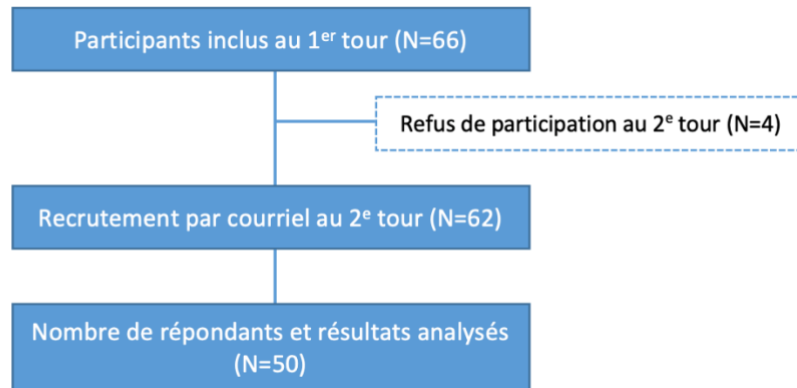 Participants inclus au 1er tour (N=66)
Refus de participation au 2e tour (N=4)
Recrutement par courriel au 2e tour (N=62)
Nombre de répondants et résultats analysés
(N=50)